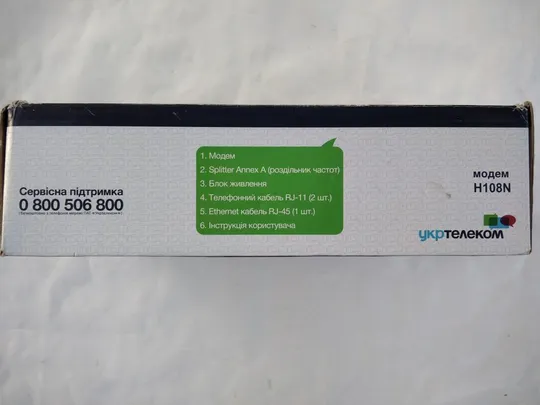 Сервісна підтримка
0 800 506 800
1. Модем
2. Splitter Annex A (роздільник частот)
3. Блок живлення
4. Телефонний кабель RJ-11 (2 шт.)
5. Ethernet кабель RJ-45 (1 шт.)
6. Інструкція користувача
модем
H108N
укртелеком